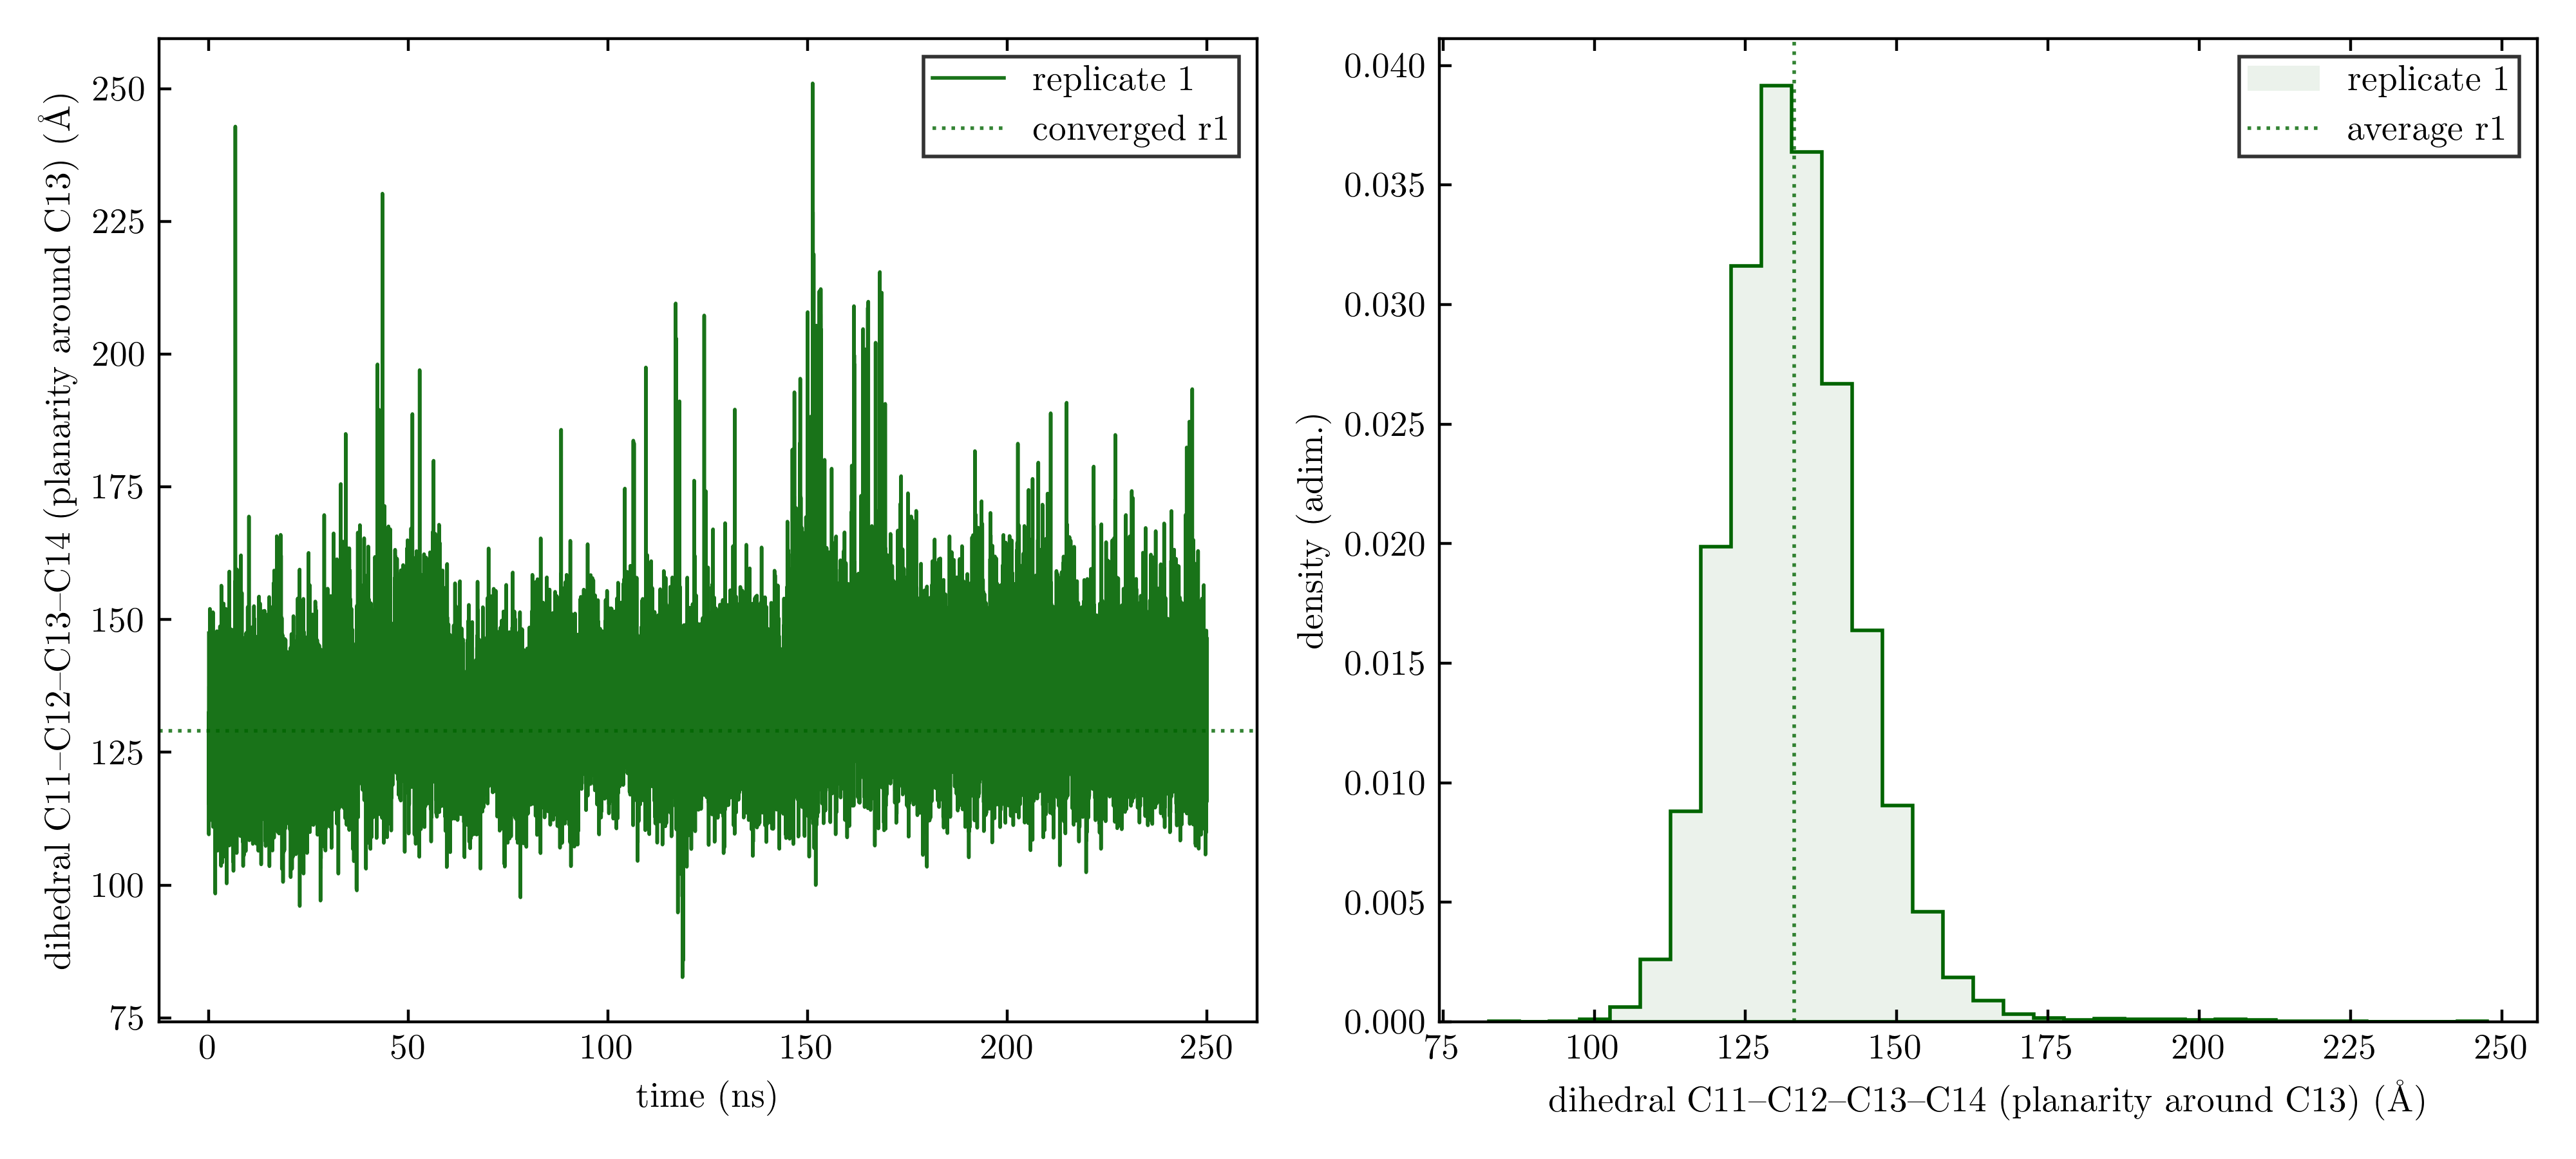 dihedral C11–C12–C13–C14 (planarity around C13) (Å)
250
225
200
175
150
125
100
75
0 50 100 150 200 250
time (ns)
replicate 1
converged r1
density (adim.)
0.040
0.035
0.030
0.025
0.020
0.015
0.010
0.005
0.000
75 100 125 150 175 200 225 250
dihedral C11–C12–C13–C14 (planarity around C13) (Å)
replicate 1
average r1